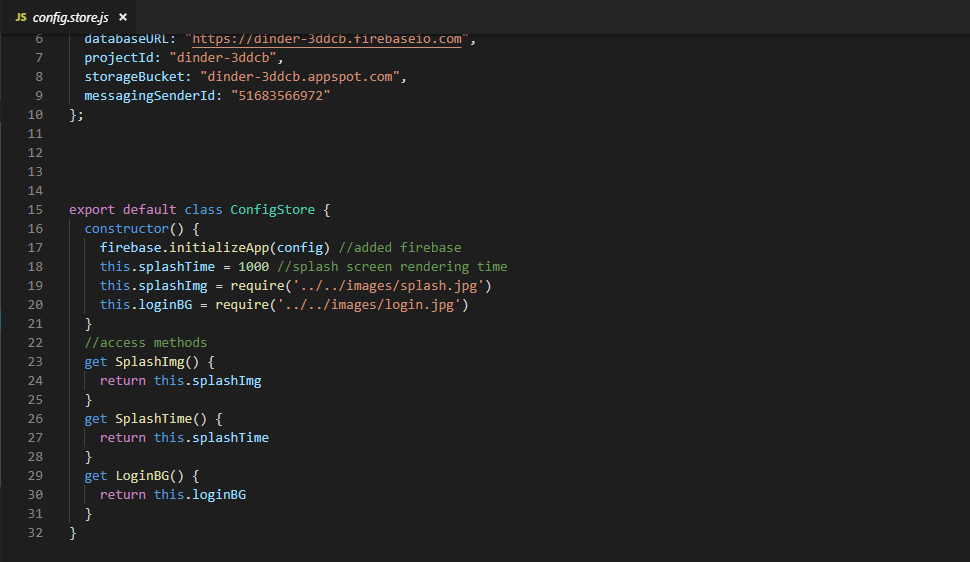 JS config.store.js ×
6 databaseURL: "https://dinder-3ddcb.firebaseio.com",
7 projectId: "dinder-3ddcb",
8 storageBucket: "dinder-3ddcb.appspot.com",
9 messagingSenderId: "51683566972"
10 };
11
12
13
14
15 export default class ConfigStore {
16 constructor() {
17 firebase.initializeApp(config) //added firebase
18 this.splashTime = 1000 //splash screen rendering time
19 this.splashImg = require('../../images/splash.jpg')
20 this.loginBG = require('../../images/login.jpg')
21 }
22 //access methods
23 get SplashImg() {
24 return this.splashImg
25 }
26 get SplashTime() {
27 return this.splashTime
28 }
29 get LoginBG() {
30 return this.loginBG
31 }
32 }